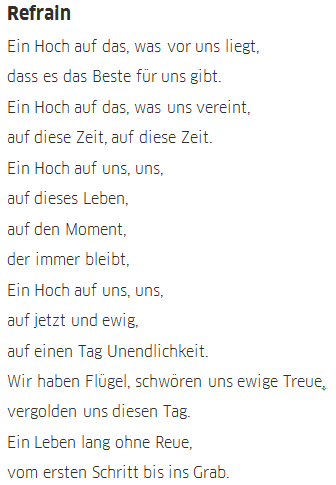 Refrain
Ein Hoch auf das, was vor uns liegt,
dass es das Beste für uns gibt.
Ein Hoch auf das, was uns vereint,
auf diese Zeit, auf diese Zeit.
Ein Hoch auf uns, uns,
auf dieses Leben,
auf den Moment,
der immer bleibt,
Ein Hoch auf uns, uns,
auf jetzt und ewig,
auf einen Tag Unendlichkeit.
Wir haben Flügel, schwören uns ewige Treue,
vergolden uns diesen Tag.
Ein Leben lang ohne Reue,
vom ersten Schritt bis ins Grab.